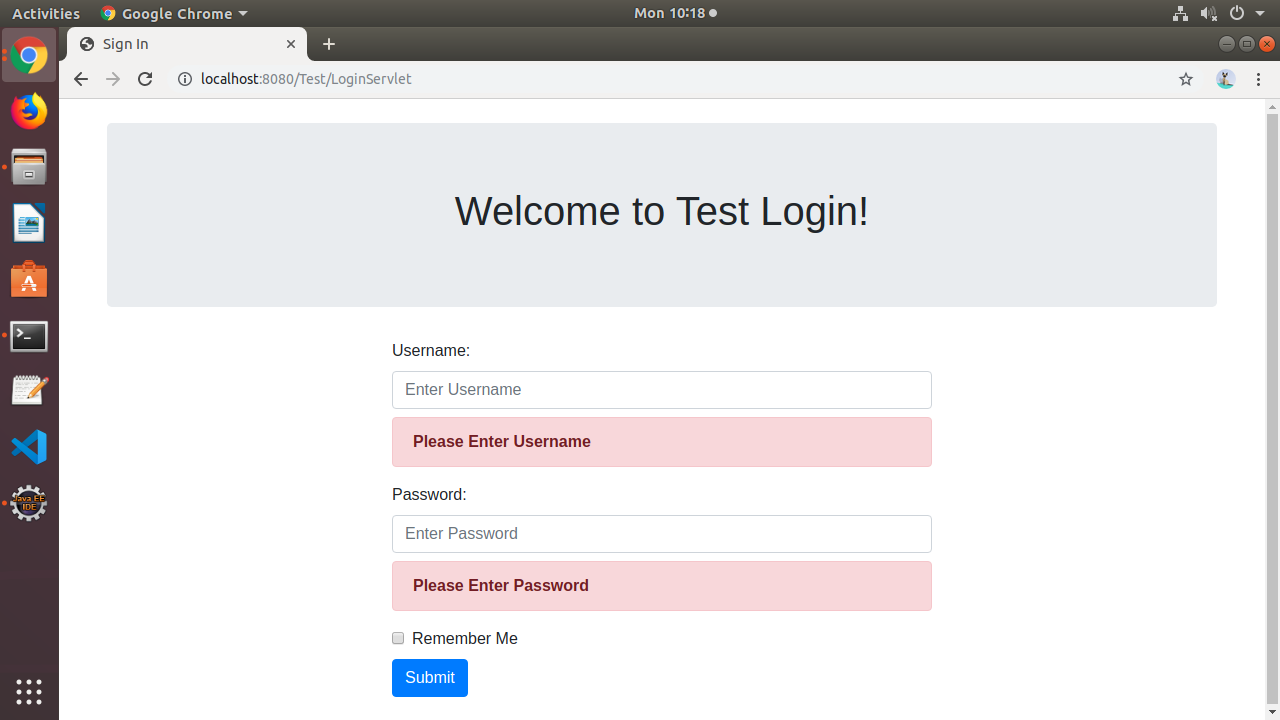 Activities
Google Chrome
Mon 10:18
Sign In
localhost:8080/Test/LoginServlet
Welcome to Test Login!
Username:
Enter Username
Please Enter Username
Password:
Enter Password
Please Enter Password
Remember Me
Submit
Java EE
IDE